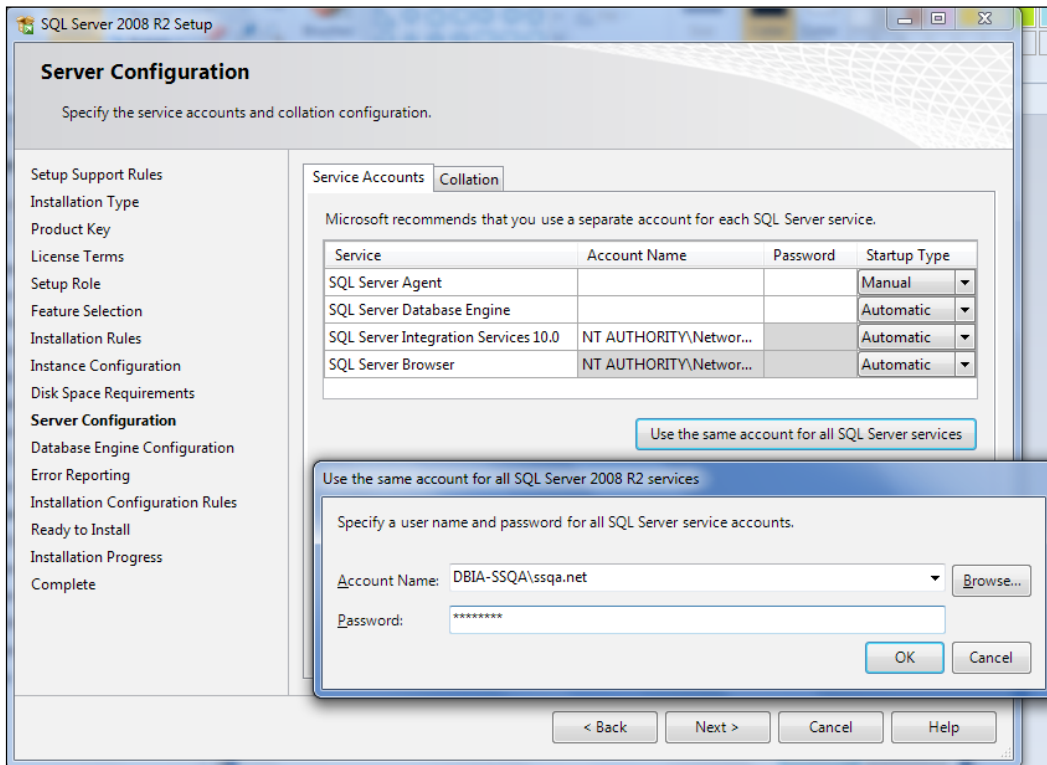 SQL Server 2008 R2 Setup
Server Configuration
Specify the service accounts and collation configuration.
Setup Support Rules
Installation Type
Product Key
License Terms
Setup Role
Feature Selection
Installation Rules
Instance Configuration
Disk Space Requirements
Server Configuration
Database Engine Configuration
Error Reporting
Installation Configuration Rules
Ready to Install
Installation Progress
Complete
Service Accounts Collation
Microsoft recommends that you use a separate account for each SQL Server service.
Service Account Name Password Startup Type
SQL Server Agent Manual
SQL Server Database Engine Automatic
SQL Server Integration Services 10.0 NT AUTHORITY\Networ... Automatic
SQL Server Browser NT AUTHORITY\Networ... Automatic
Use the same account for all SQL Server services
Use the same account for all SQL Server 2008 R2 services
Specify a user name and password for all SQL Server service accounts.
Account Name: DBIA-SSQA\ssqa.net Browse...
Password: ********
OK Cancel
< Back Next > Cancel Help